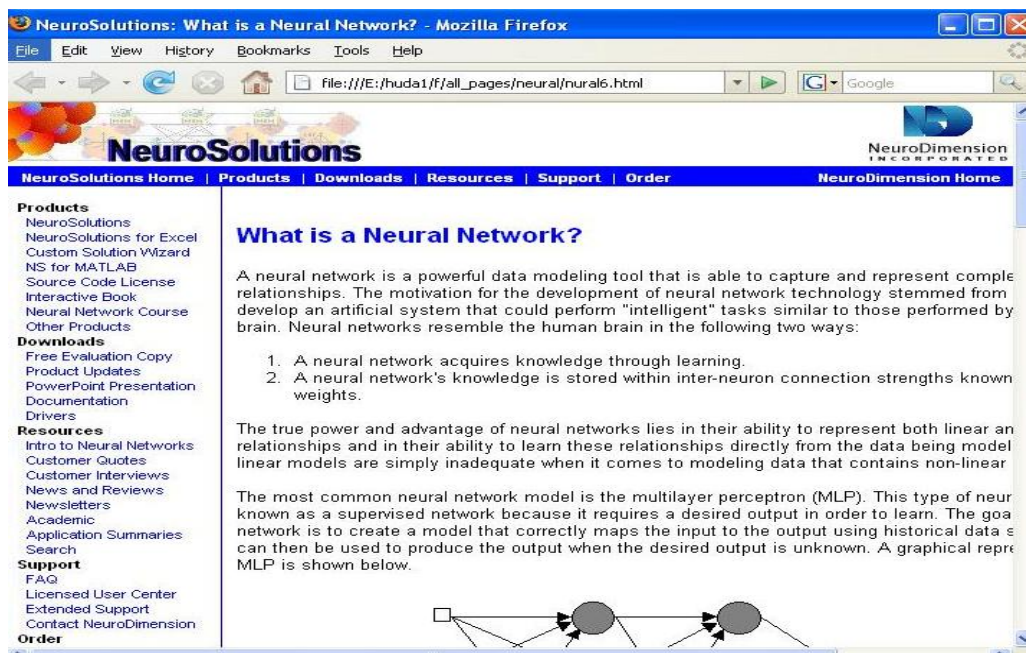 NeuroSolutions: What is a Neural Network? - Mozilla Firefox
File Edit View History Bookmarks Tools Help
file:///E:/huda1/f/all_pages/neural/nural6.html
G Google
NeuroSolutions
NeuroDimension
INCORPORATED
NeuroSolutions Home | Products | Downloads | Resources | Support | Order
NeuroDimension Home
Products
NeuroSolutions
NeuroSolutions for Excel
Custom Solution Wizard
NS for MATLAB
Source Code License
Interactive Book
Neural Network Course
Other Products
Downloads
Free Evaluation Copy
Product Updates
PowerPoint Presentation
Documentation
Drivers
Resources
Intro to Neural Networks
Customer Quotes
Customer Interviews
News and Reviews
Newsletters
Academic
Application Summaries
Search
Support
FAQ
Licensed User Center
Extended Support
Contact NeuroDimension
Order
What is a Neural Network?
A neural network is a powerful data modeling tool that is able to capture and represent comple
relationships. The motivation for the development of neural network technology stemmed from
develop an artificial system that could perform "intelligent" tasks similar to those performed by
brain. Neural networks resemble the human brain in the following two ways:
1. A neural network acquires knowledge through learning.
2. A neural network's knowledge is stored within inter-neuron connection strengths known
weights.
The true power and advantage of neural networks lies in their ability to represent both linear an
relationships and in their ability to learn these relationships directly from the data being model
linear models are simply inadequate when it comes to modeling data that contains non-linear
The most common neural network model is the multilayer perceptron (MLP). This type of neur
known as a supervised network because it requires a desired output in order to learn. The goa
network is to create a model that correctly maps the input to the output using historical data s
can then be used to produce the output when the desired output is unknown. A graphical repre
MLP is shown below.